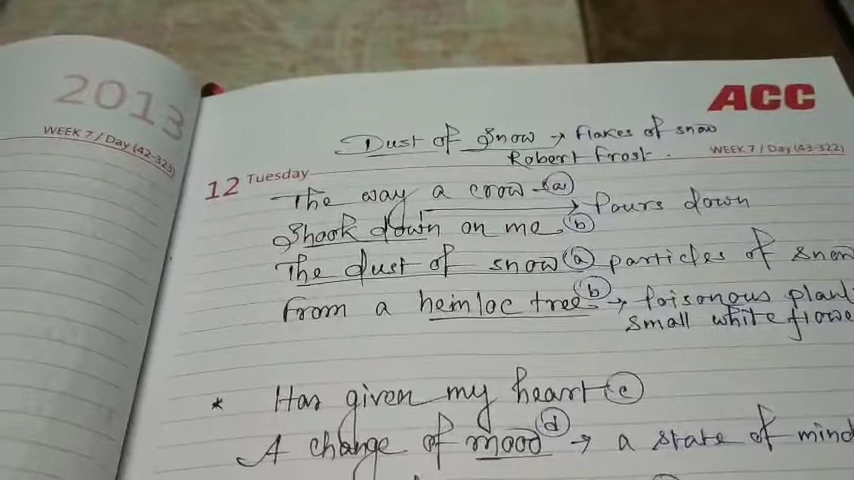 2013
WEEK 7 / Day (42-323)
ACC
Dust of Snow → flakes of snow
Robert Frost.
WEEK 7 / Day (43-322)
12 Tuesday
The way a crow - (a)
Shook down on me (b) → Pours down
The dust of snow (a) particles of snow
From a hemloc tree (b) → Poisonous plant
small white flowe
* Has given my heart (c)
A change of mood (d) → a state of mind